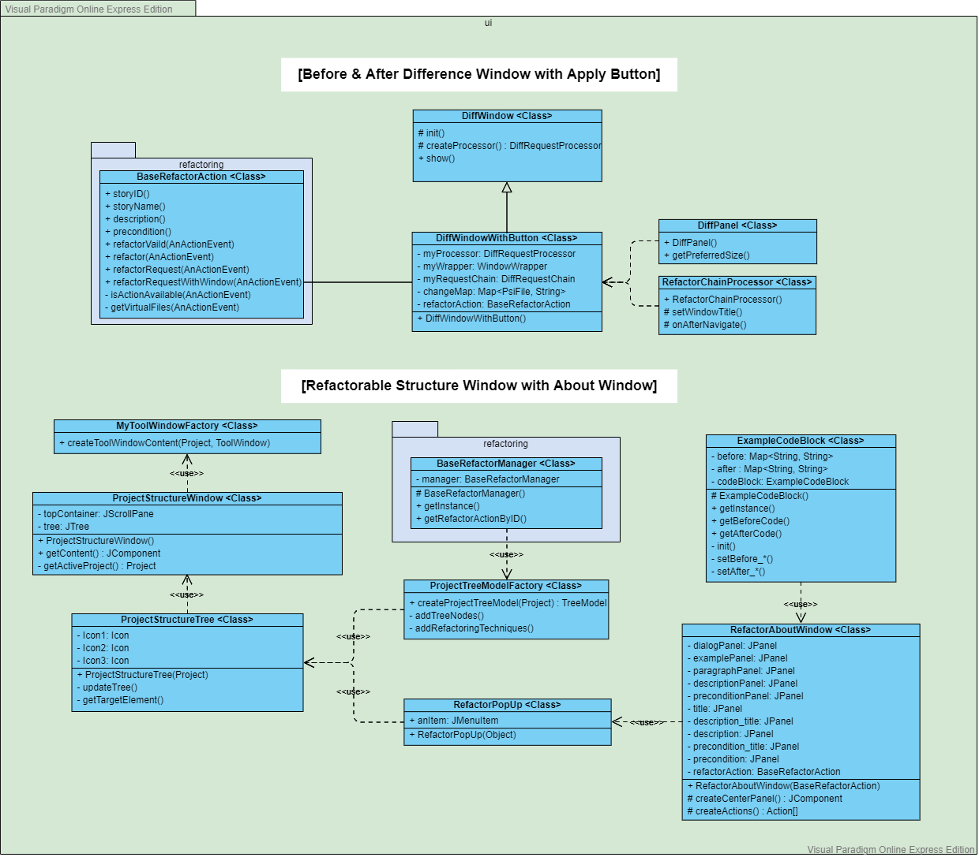 Visual Paradigm Online Express Edition
ui
[Before & After Difference Window with Apply Button]
DiffWindow <Class>
# init()
# createProcessor() : DiffRequestProcessor
+ show()
refactoring
BaseRefactorAction <Class>
+ storyID()
+ storyName()
+ description()
+ precondition()
+ refactorVaild(AnActionEvent)
+ refactor(AnActionEvent)
+ refactorRequest(AnActionEvent)
+ refactorRequestWithWindow(AnActionEvent)
- isActionAvailable(AnActionEvent)
- getVirtualFiles(AnActionEvent)
DiffWindowWithButton <Class>
- myProcessor: DiffRequestProcessor
- myWrapper: WindowWrapper
- myRequestChain: DiffRequestChain
- changeMap: Map<PsiFile, String>
- refactorAction: BaseRefactorAction
+ DiffWindowWithButton()
DiffPanel <Class>
+ DiffPanel()
+ getPreferredSize()
RefactorChainProcessor <Class>
+ RefactorChainProcessor()
# setWindowTitle()
# onAfterNavigate()
[Refactorable Structure Window with About Window]
MyToolWindowFactory <Class>
+ createToolWindowContent(Project, ToolWindow)
<<use>>
ProjectStructureWindow <Class>
- topContainer: JScrollPane
- tree: JTree
+ ProjectStructureWindow()
+ getContent() : JComponent
- getActiveProject() : Project
<<use>>
ProjectStructureTree <Class>
- Icon1: Icon
- Icon2: Icon
- Icon3: Icon
+ ProjectStructureTree(Project)
- updateTree()
- getTargetElement()
refactoring
BaseRefactorManager <Class>
- manager: BaseRefactorManager
# BaseRefactorManager()
+ getInstance()
+ getRefactorActionByID()
<<use>>
ProjectTreeModelFactory <Class>
+ createProjectTreeModel(Project) : TreeModel
- addTreeNodes()
- addRefactoringTechniques()
<<use>>
<<use>>
RefactorPopUp <Class>
+ anItem: JMenuItem
+ RefactorPopUp(Object)
<<use>>
ExampleCodeBlock <Class>
- before: Map<String, String>
- after : Map<String, String>
- codeBlock: ExampleCodeBlock
# ExampleCodeBlock()
+ getInstance()
+ getBeforeCode()
+ getAfterCode()
- init()
- setBefore_*()
- setAfter_*()
<<use>>
RefactorAboutWindow <Class>
- dialogPanel: JPanel
- examplePanel: JPanel
- paragraphPanel: JPanel
- descriptionPanel: JPanel
- preconditionPanel: JPanel
- title: JPanel
- description_title: JPanel
- description: JPanel
- precondition_title: JPanel
- precondition: JPanel
- refactorAction: BaseRefactorAction
+ RefactorAboutWindow(BaseRefactorAction)
# createCenterPanel() : JComponent
# createActions() : Action[]
Visual Paradigm Online Express Edition